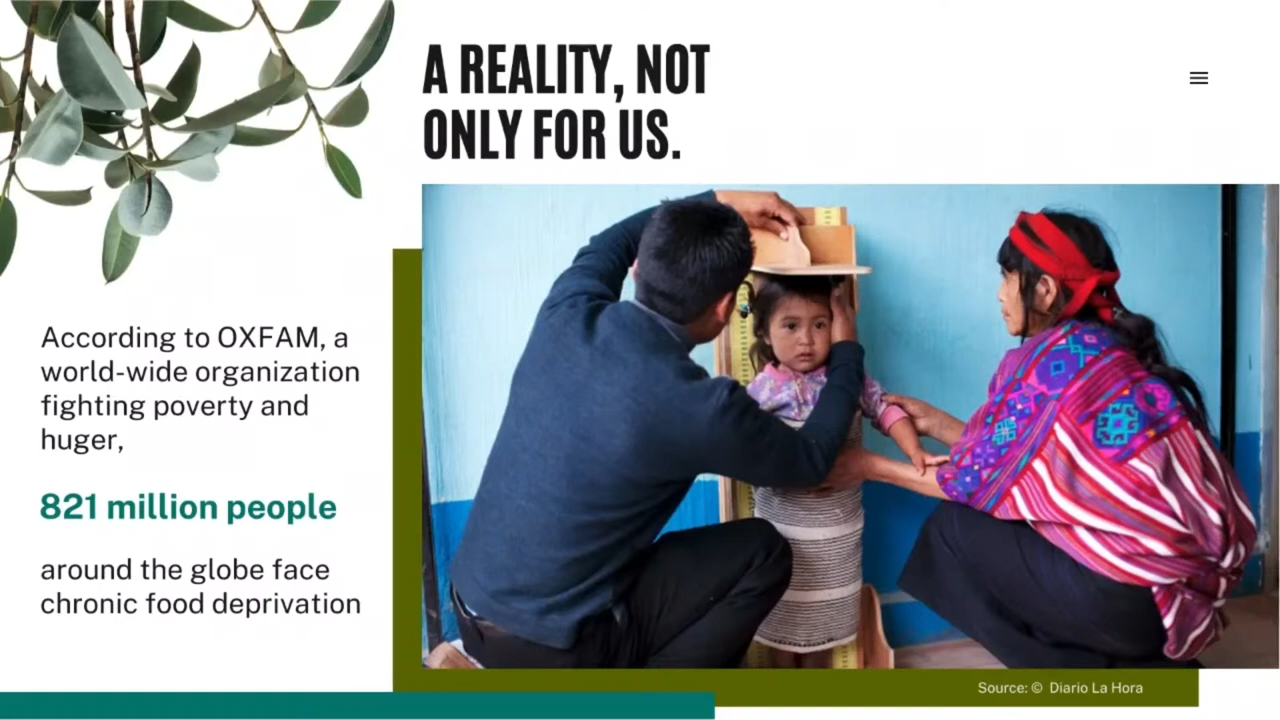 A REALITY, NOT
ONLY FOR US.
According to OXFAM, a
world-wide organization
fighting poverty and
huger,
821 million people
around the globe face
chronic food deprivation
Source: © Diario La Hora